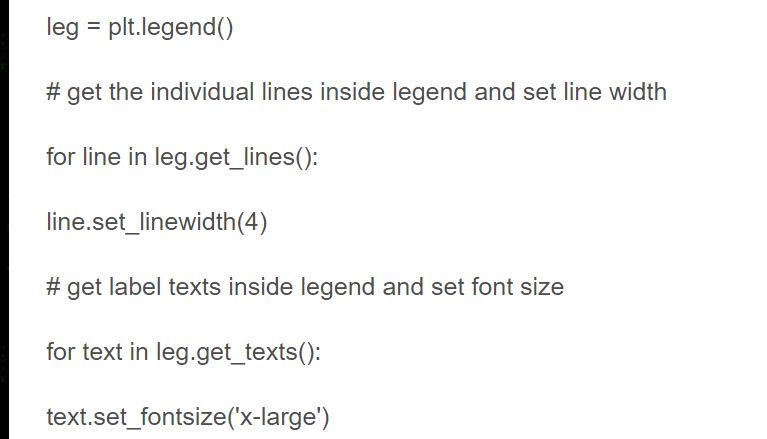 leg = plt.legend()
# get the individual lines inside legend and set line width
for line in leg.get_lines():
line.set_linewidth(4)
# get label texts inside legend and set font size
for text in leg.get_texts():
text.set_fontsize('x-large')